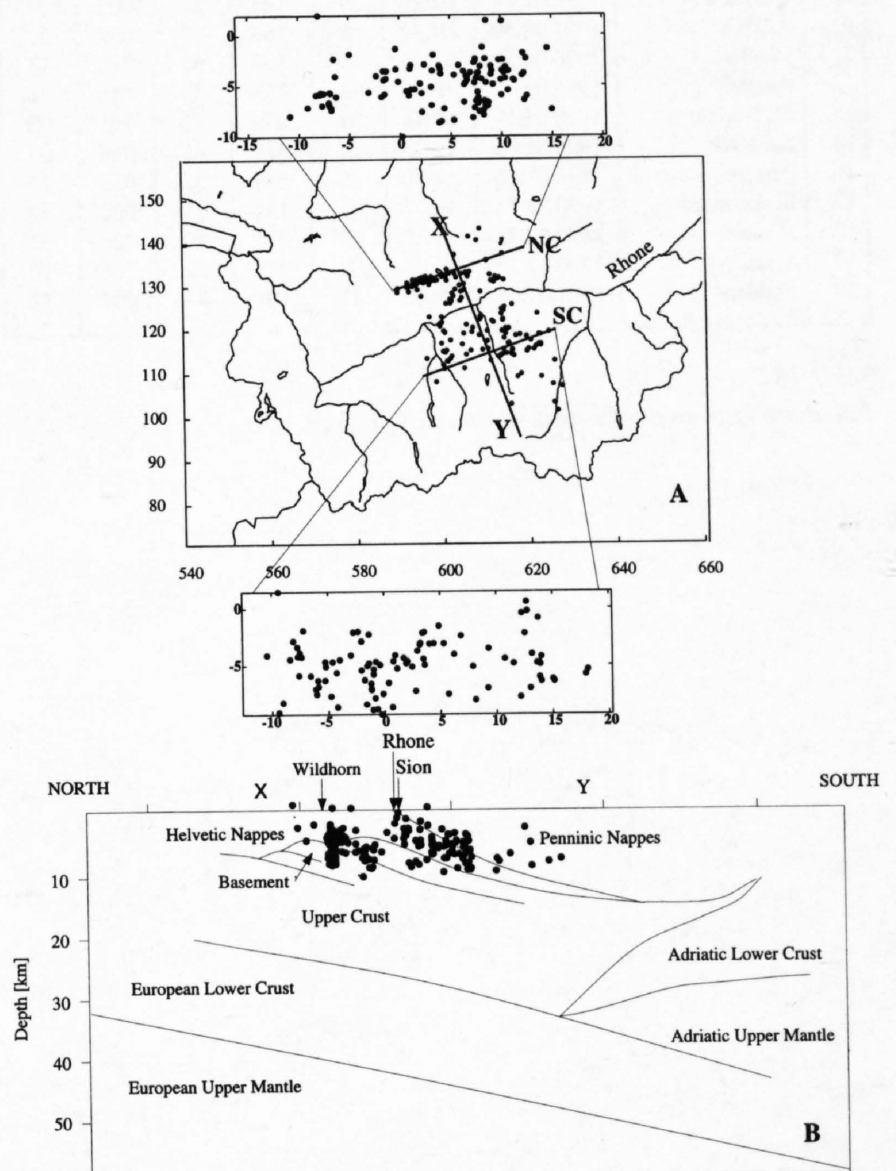 0
-5
-10
-15 -10 -5 0 5 10 15 20
150
140
130
120
110
100
90
80
X
NC
Rhone
SC
Y
A
540 560 580 600 620 640 660
0
-5
-10 -5 0 5 10 15 20
Rhone
NORTH X Wildhorn Sion Y SOUTH
Helvetic Nappes Penninic Nappes
Basement
10
Upper Crust
20
Adriatic Lower Crust
European Lower Crust
30
Adriatic Upper Mantle
40
European Upper Mantle
50
B
Depth [km]